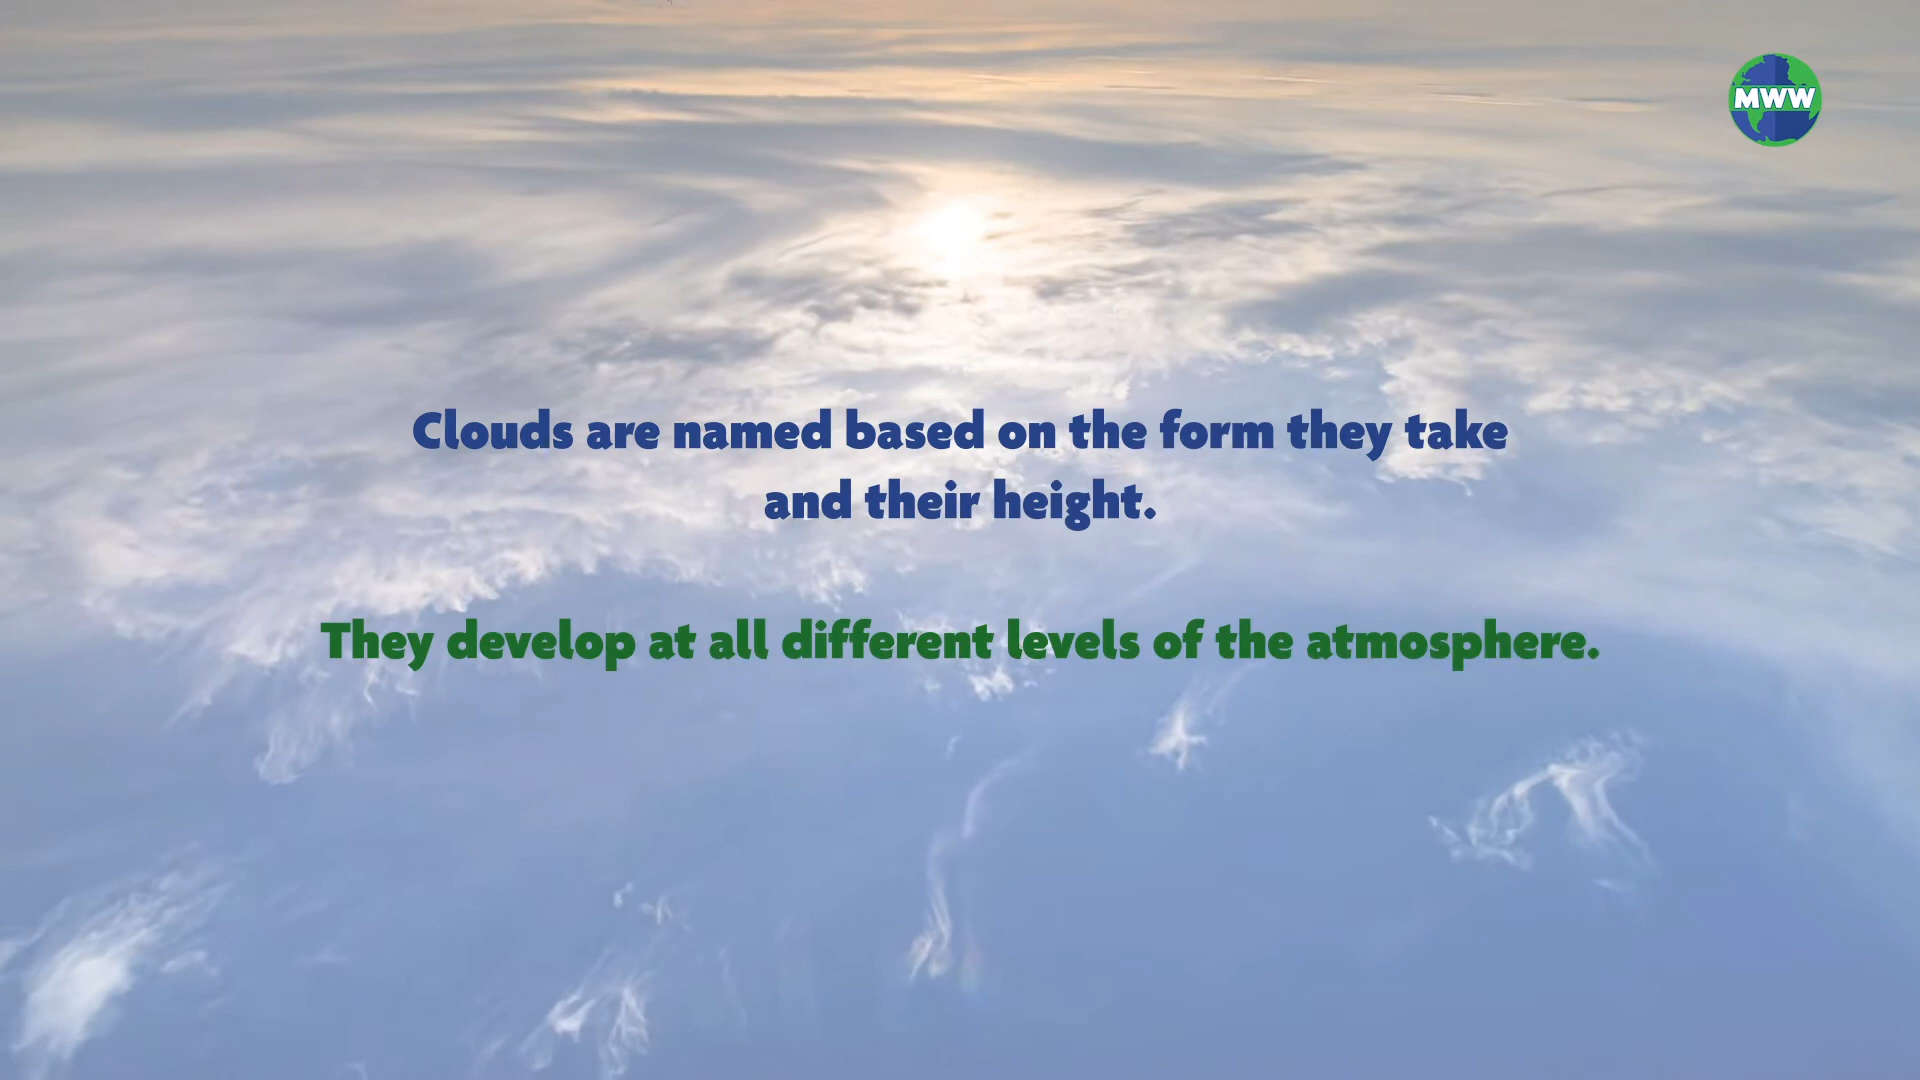 MWW
Clouds are named based on the form they take
and their height.
They develop at all different levels of the atmosphere.